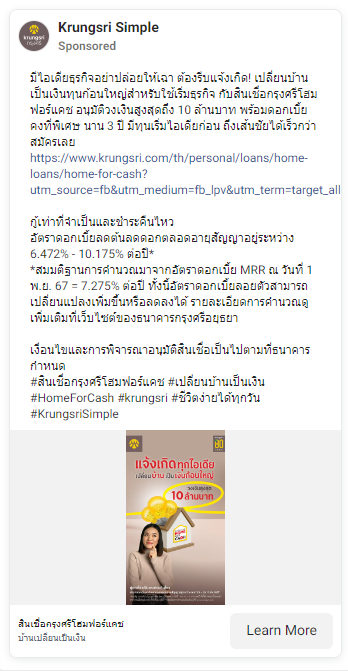 Krungsri Simple
Sponsored
มีไอเดียธุรกิจอย่าปล่อยให้เฉา ต้องรีบแจ้งเกิด! เปลี่ยนบ้าน
เป็นเงินทุนก้อนใหญ่สำหรับใช้เริ่มธุรกิจ กับสินเชื่อกรุงศรีโฮม
ฟอร์แคช อนุมัติวงเงินสูงสุดถึง 10 ล้านบาท พร้อมดอกเบี้ย
คงที่พิเศษ นาน 3 ปี มีทุนเริ่มไอเดียก่อน ถึงเส้นชัยได้เร็วกว่า
สมัครเลย
https://www.krungsri.com/th/personal/loans/home-
loans/home-for-cash?
utm_source=fb&utm_medium=fb_lpv&utm_term=target_all
กู้เท่าที่จำเป็นและชำระคืนไหว
อัตราดอกเบี้ยลดต้นลดดอกตลอดอายุสัญญาอยู่ระหว่าง
6.472% - 10.175% ต่อปี*
*สมมติฐานการคำนวณมาจากอัตราดอกเบี้ย MRR ณ วันที่ 1
พ.ย. 67 = 7.275% ต่อปี ทั้งนี้อัตราดอกเบี้ยลอยตัวสามารถ
เปลี่ยนแปลงเพิ่มขึ้นหรือลดลงได้ รายละเอียดการคำนวณดู
เพิ่มเติมที่เว็บไซต์ของธนาคารกรุงศรีอยุธยา
เงื่อนไขและการพิจารณาอนุมัติสินเชื่อเป็นไปตามที่ธนาคาร
กำหนด
#สินเชื่อกรุงศรีโฮมฟอร์แคช #เปลี่ยนบ้านเป็นเงิน
#HomeForCash #krungsri #ชีวิตง่ายได้ทุกวัน
#KrungsriSimple
แจ้งเกิดทุกไอเดีย
เปลี่ยนบ้าน เป็นเงินก้อนใหญ่
วงเงินสูงสุด
10 ล้านบาท
สินเชื่อกรุงศรีโฮมฟอร์แคช
บ้านเปลี่ยนเป็นเงิน
Learn More